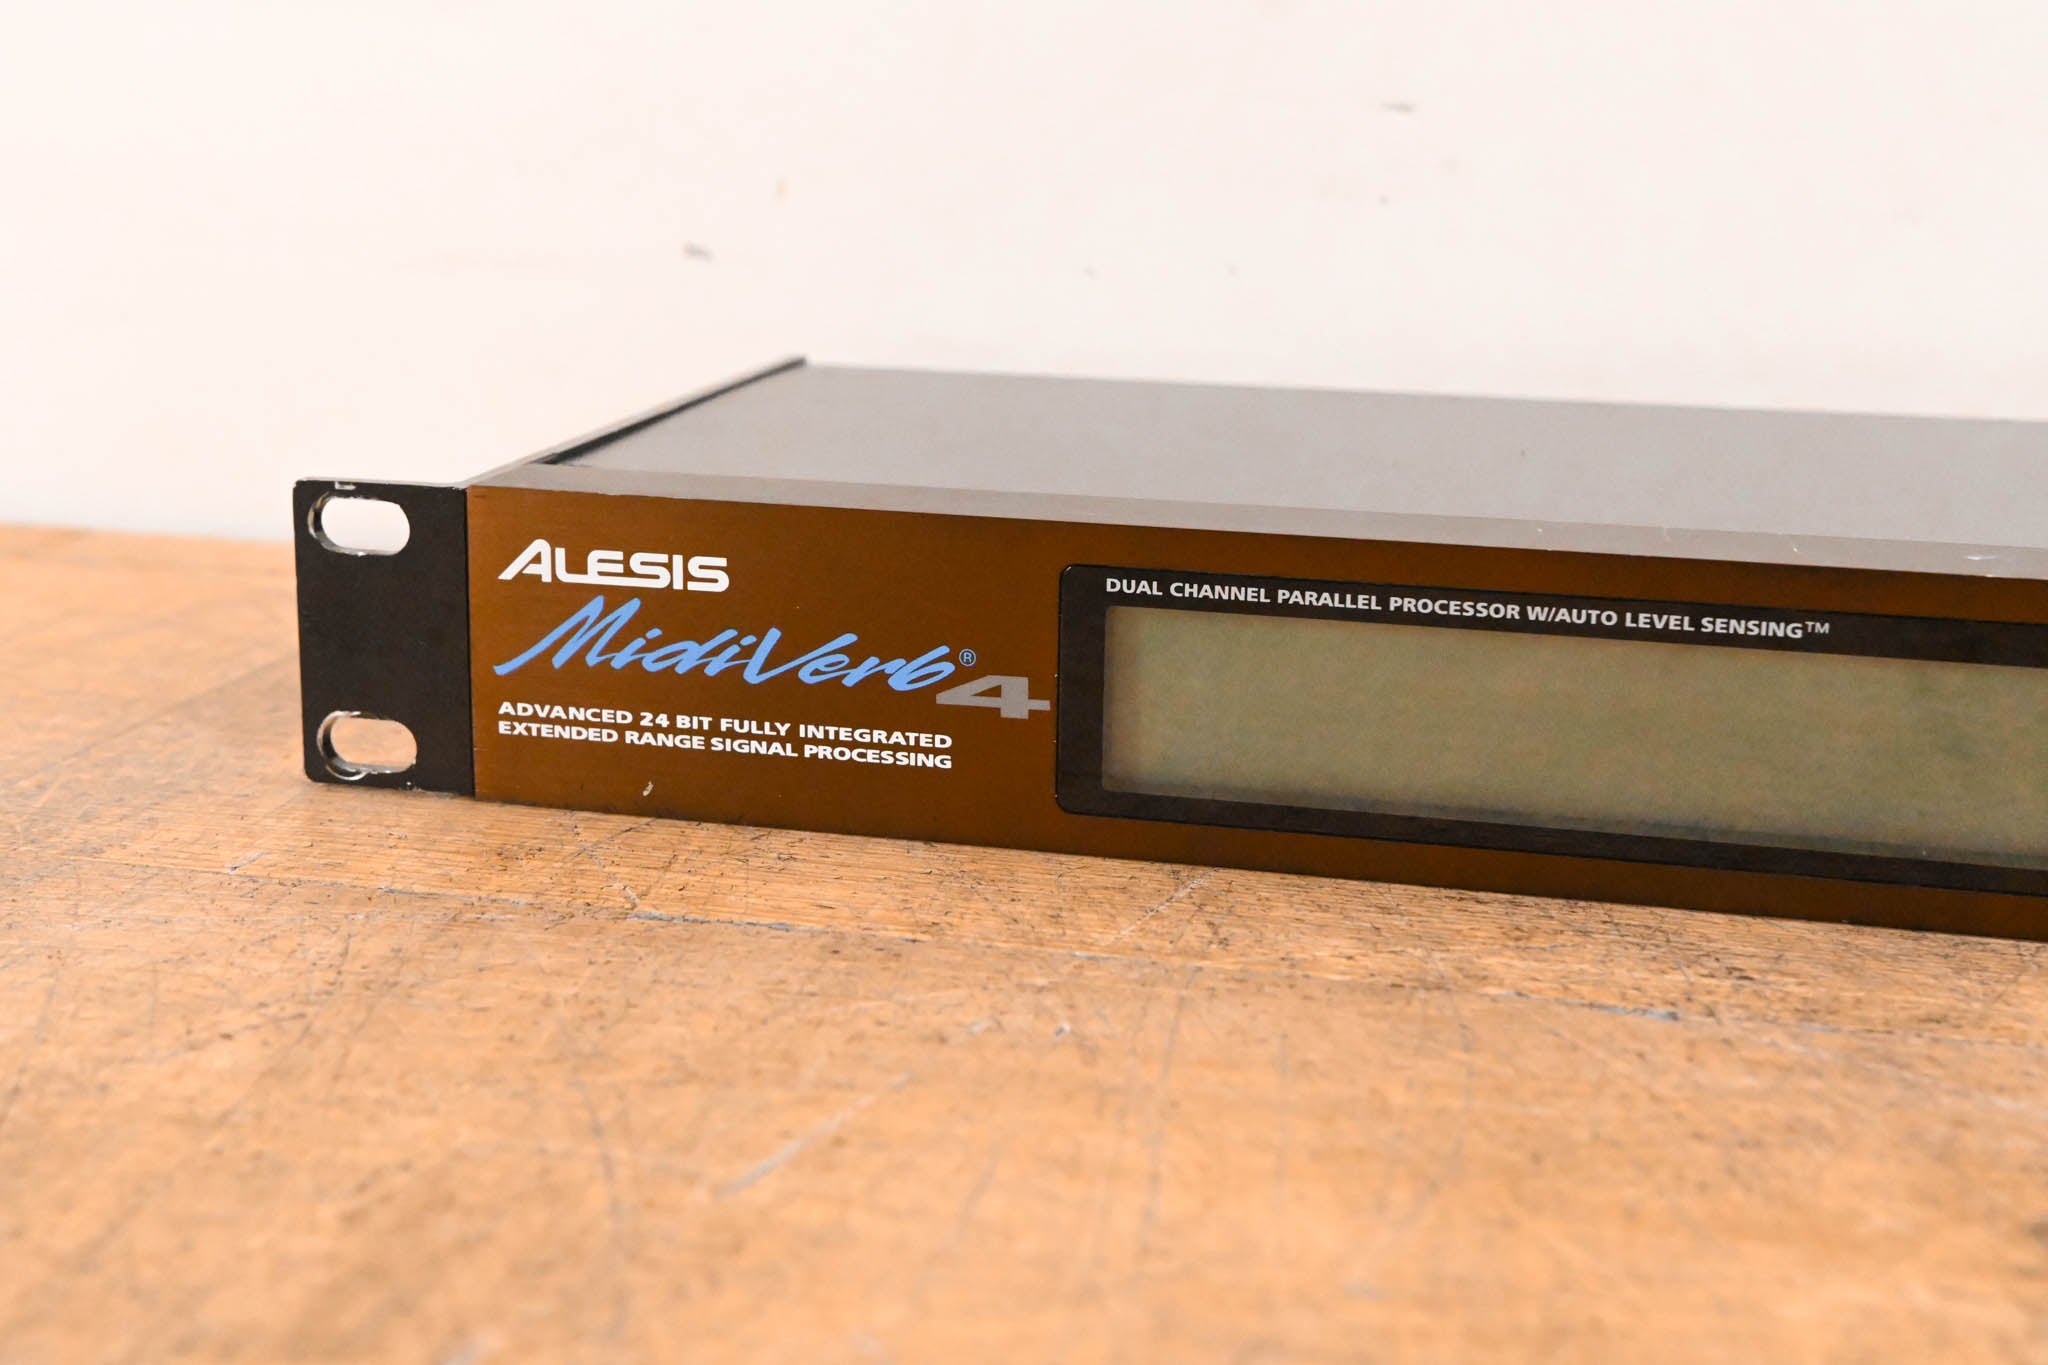 ALESIS
MidiVerb® 4
ADVANCED 24 BIT FULLY INTEGRATED
EXTENDED RANGE SIGNAL PROCESSING
DUAL CHANNEL PARALLEL PROCESSOR W/AUTO LEVEL SENSING™